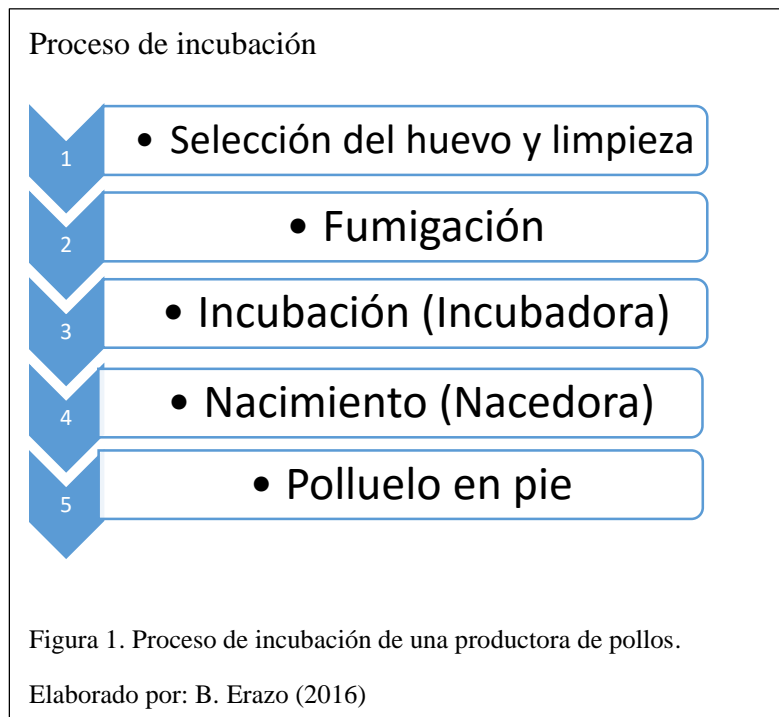 Proceso de incubación
1
• Selección del huevo y limpieza
2
• Fumigación
3
• Incubación (Incubadora)
4
• Nacimiento (Nacedora)
5
• Polluelo en pie
Figura 1. Proceso de incubación de una productora de pollos.
Elaborado por: B. Erazo (2016)